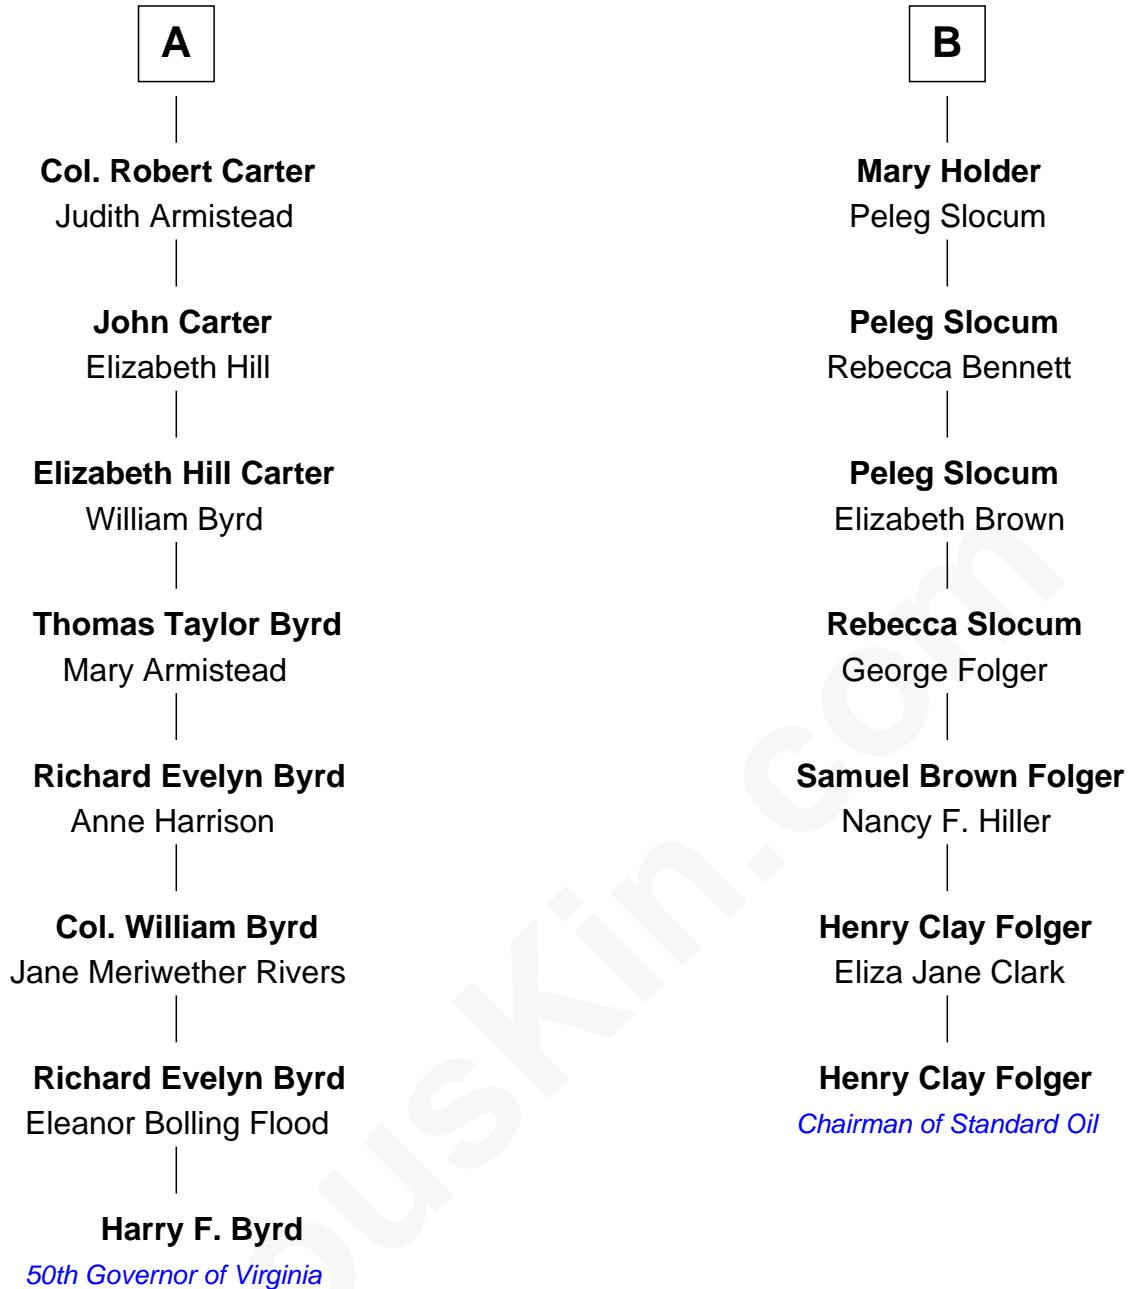 A
Col. Robert Carter
Judith Armistead
John Carter
Elizabeth Hill
Elizabeth Hill Carter
William Byrd
Thomas Taylor Byrd
Mary Armistead
Richard Evelyn Byrd
Anne Harrison
Col. William Byrd
Jane Meriwether Rivers
Richard Evelyn Byrd
Eleanor Bolling Flood
Harry F. Byrd
50th Governor of Virginia
B
Mary Holder
Peleg Slocum
Peleg Slocum
Rebecca Bennett
Peleg Slocum
Elizabeth Brown
Rebecca Slocum
George Folger
Samuel Brown Folger
Nancy F. Hiller
Henry Clay Folger
Eliza Jane Clark
Henry Clay Folger
Chairman of Standard Oil
ousKin.com